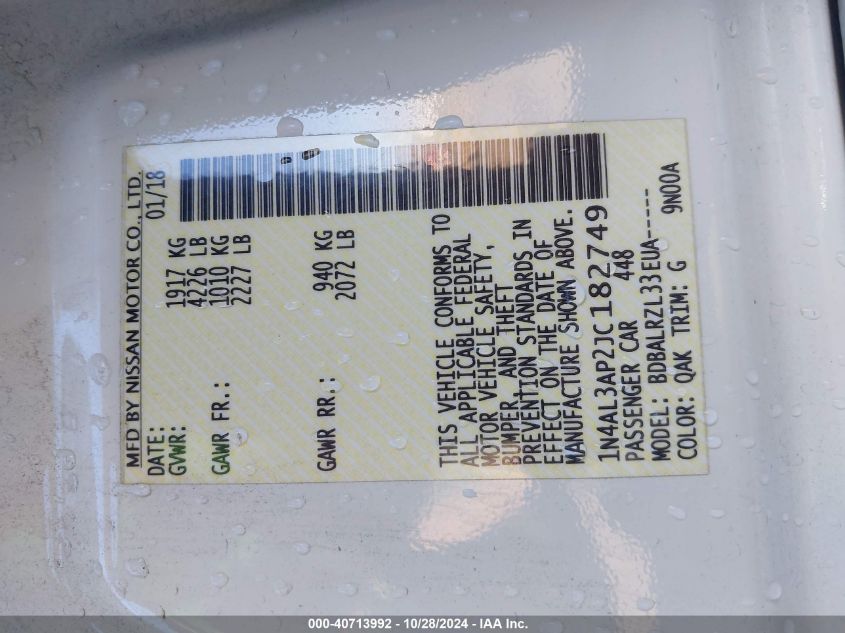 MFD BY NISSAN MOTOR CO., LTD.
DATE: 01/18
GVWR: 1917 KG
4226 LB
GAWR FR.: 1010 KG
2227 LB
GAWR RR.: 940 KG
2072 LB
THIS VEHICLE CONFORMS TO
ALL APPLICABLE FEDERAL
MOTOR VEHICLE SAFETY,
BUMPER, AND THEFT
PREVENTION STANDARDS IN
EFFECT ON THE DATE OF
MANUFACTURE SHOWN ABOVE.
1N4AL3AP2JC182749
PASSENGER CAR 448
MODEL: BDBALRZL33EUA-----
COLOR: QAK TRIM: G 9N00A
000-40713992 - 10/28/2024 - IAA Inc.